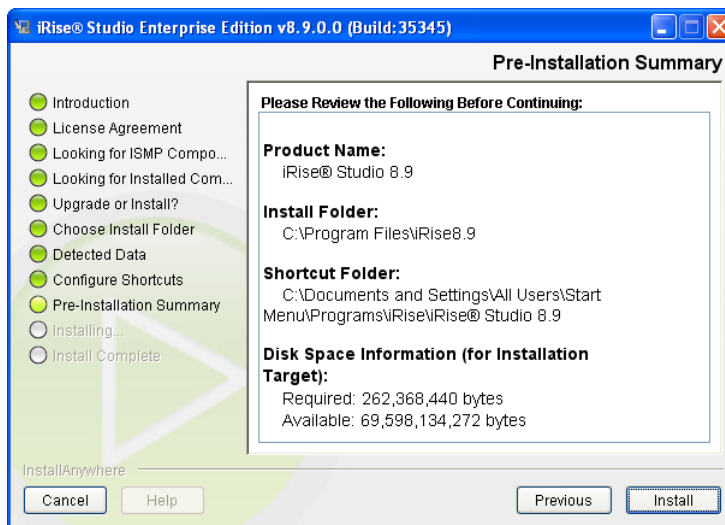 iRise® Studio Enterprise Edition v8.9.0.0 (Build:35345)
Pre-Installation Summary
Introduction
License Agreement
Looking for ISMP Compo...
Looking for Installed Com...
Upgrade or Install?
Choose Install Folder
Detected Data
Configure Shortcuts
Pre-Installation Summary
Installing...
Install Complete
Please Review the Following Before Continuing:
Product Name:
iRise® Studio 8.9
Install Folder:
C:\Program Files\iRise8.9
Shortcut Folder:
C:\Documents and Settings\All Users\Start
Menu\Programs\iRise\iRise® Studio 8.9
Disk Space Information (for Installation
Target):
Required: 262,368,440 bytes
Available: 69,598,134,272 bytes
InstallAnywhere
Cancel
Help
Previous
Install